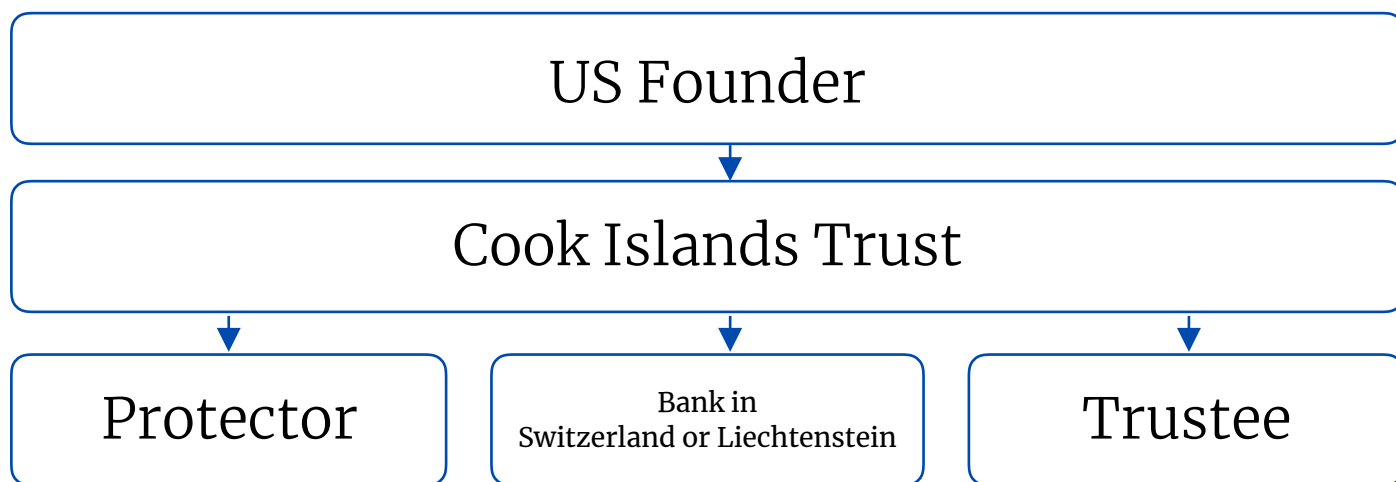 US Founder
Cook Islands Trust
Protector
Bank in
Switzerland or Liechtenstein
Trustee